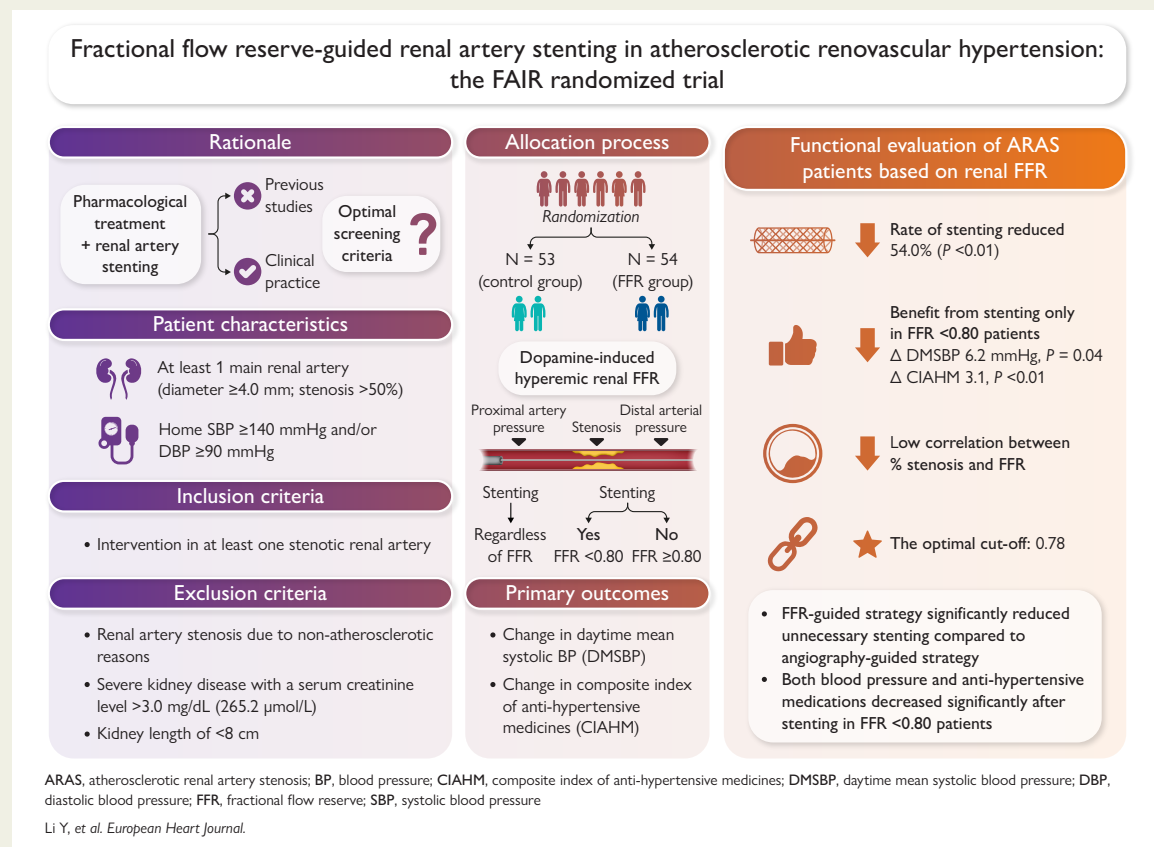 Fractional flow reserve-guided renal artery stenting in atherosclerotic renovascular hypertension:
the FAIR randomized trial
Rationale
Pharmacological
treatment
+ renal artery
stenting
Previous
studies
Clinical
practice
Optimal
screening
criteria
?
Patient characteristics
At least 1 main renal artery
(diameter ≥4.0 mm; stenosis >50%)
Home SBP ≥140 mmHg and/or
DBP ≥90 mmHg
Inclusion criteria
• Intervention in at least one stenotic renal artery
Exclusion criteria
• Renal artery stenosis due to non-atherosclerotic
reasons
• Severe kidney disease with a serum creatinine
level >3.0 mg/dL (265.2 μmol/L)
• Kidney length of <8 cm
Allocation process
Randomization
N = 53
(control group)
N = 54
(FFR group)
Dopamine-induced
hyperemic renal FFR
Proximal artery
pressure
Stenosis
Distal arterial
pressure
Stenting
Regardless
of FFR
Stenting
Yes
FFR <0.80
No
FFR ≥0.80
Primary outcomes
• Change in daytime mean
systolic BP (DMSBP)
• Change in composite index
of anti-hypertensive
medicines (CIAHM)
Functional evaluation of ARAS
patients based on renal FFR
Rate of stenting reduced
54.0% (P <0.01)
Benefit from stenting only
in FFR <0.80 patients
Δ DMSBP 6.2 mmHg, P = 0.04
Δ CIAHM 3.1, P <0.01
Low correlation between
% stenosis and FFR
The optimal cut-off: 0.78
• FFR-guided strategy significantly reduced
unnecessary stenting compared to
angiography-guided strategy
• Both blood pressure and anti-hypertensive
medications decreased significantly after
stenting in FFR <0.80 patients
ARAS, atherosclerotic renal artery stenosis; BP, blood pressure; CIAHM, composite index of anti-hypertensive medicines; DMSBP, daytime mean systolic blood pressure; DBP,
diastolic blood pressure; FFR, fractional flow reserve; SBP, systolic blood pressure
Li Y, et al. European Heart Journal.